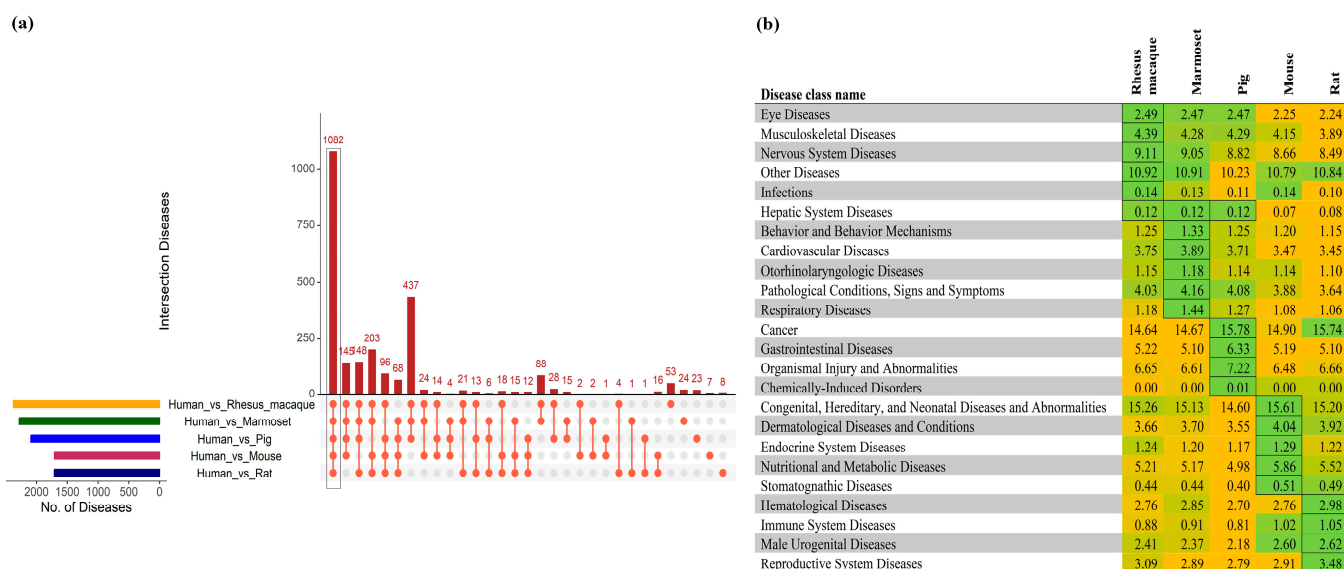 (a)
(b)
1082
145 148 203 96 68 437 24 14 4 21 13 6 18 15 12 88 28 15 2 2 1 4 1 1 16 53 24 23 7 8
Intersection Diseases
1000
750
500
250
0
Human_vs_Rhesus_macaque
Human_vs_Marmoset
Human_vs_Pig
Human_vs_Mouse
Human_vs_Rat
2000 1500 1000 500 0
No. of Diseases
Disease class name Rhesus macaque Marmoset Pig Mouse Rat
Eye Diseases 2.49 2.47 2.47 2.25 2.24
Musculoskeletal Diseases 4.39 4.28 4.29 4.15 3.89
Nervous System Diseases 9.11 9.05 8.82 8.66 8.49
Other Diseases 10.92 10.91 10.23 10.79 10.84
Infections 0.14 0.13 0.11 0.14 0.10
Hepatic System Diseases 0.12 0.12 0.12 0.07 0.08
Behavior and Behavior Mechanisms 1.25 1.33 1.25 1.20 1.15
Cardiovascular Diseases 3.75 3.89 3.71 3.47 3.45
Otorhinolaryngologic Diseases 1.15 1.18 1.14 1.14 1.10
Pathological Conditions, Signs and Symptoms 4.03 4.16 4.08 3.88 3.64
Respiratory Diseases 1.18 1.44 1.27 1.08 1.06
Cancer 14.64 14.67 15.78 14.90 15.74
Gastrointestinal Diseases 5.22 5.10 6.33 5.19 5.10
Organismal Injury and Abnormalities 6.65 6.61 7.22 6.48 6.66
Chemically-Induced Disorders 0.00 0.00 0.01 0.00 0.00
Congenital, Hereditary, and Neonatal Diseases and Abnormalities 15.26 15.13 14.60 15.61 15.20
Dermatological Diseases and Conditions 3.66 3.70 3.55 4.04 3.92
Endocrine System Diseases 1.24 1.20 1.17 1.29 1.22
Nutritional and Metabolic Diseases 5.21 5.17 4.98 5.86 5.52
Stomatognathic Diseases 0.44 0.44 0.40 0.51 0.49
Hematological Diseases 2.76 2.85 2.70 2.76 2.98
Immune System Diseases 0.88 0.91 0.81 1.02 1.05
Male Urogenital Diseases 2.41 2.37 2.18 2.60 2.62
Reproductive System Diseases 3.09 2.89 2.79 2.91 3.48